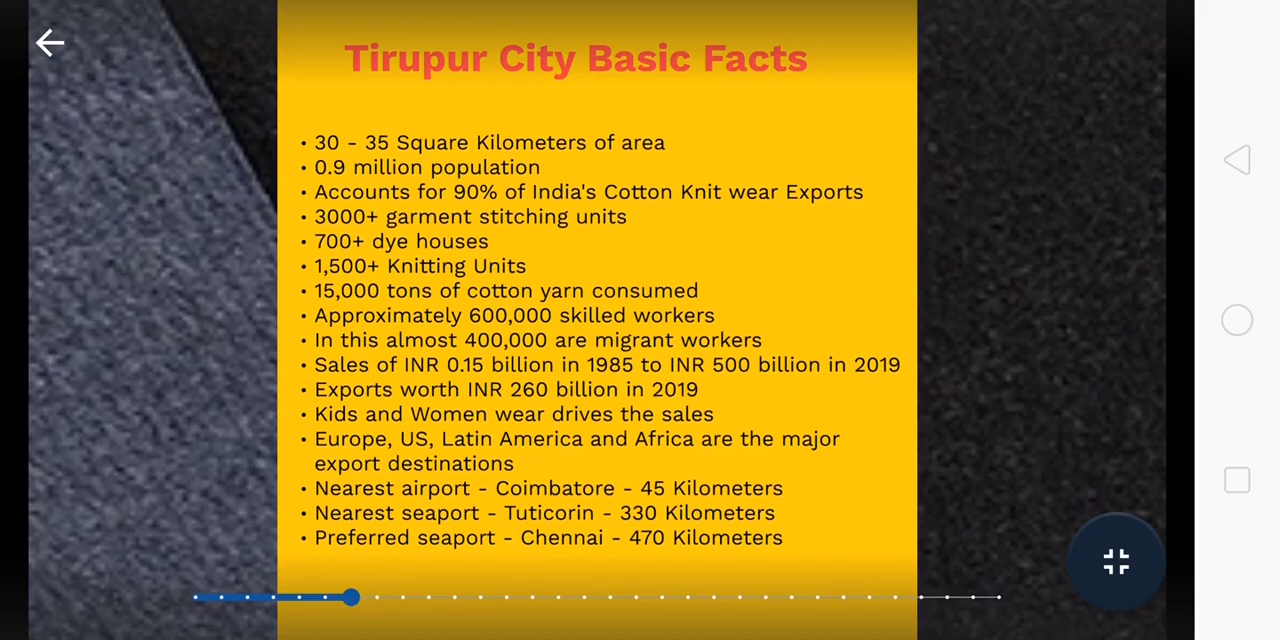 Tirupur City Basic Facts
• 30 - 35 Square Kilometers of area
• 0.9 million population
• Accounts for 90% of India's Cotton Knit wear Exports
• 3000+ garment stitching units
• 700+ dye houses
• 1,500+ Knitting Units
• 15,000 tons of cotton yarn consumed
• Approximately 600,000 skilled workers
• In this almost 400,000 are migrant workers
• Sales of INR 0.15 billion in 1985 to INR 500 billion in 2019
• Exports worth INR 260 billion in 2019
• Kids and Women wear drives the sales
• Europe, US, Latin America and Africa are the major
export destinations
• Nearest airport - Coimbatore - 45 Kilometers
• Nearest seaport - Tuticorin - 330 Kilometers
• Preferred seaport - Chennai - 470 Kilometers